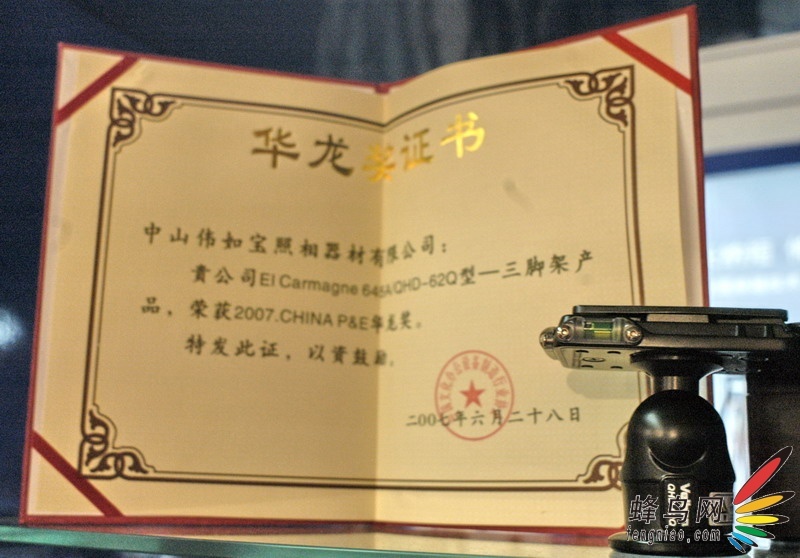 华龙奖证书
中山伟如宝照相器材有限公司：
贵公司El Carmagne 645A QHD-62Q型—三脚架产
品，荣获2007.CHINA P&E华龙奖。
特发此证，以资鼓励。
二00七年六月二十八日
蜂鸟网
fengniao.com